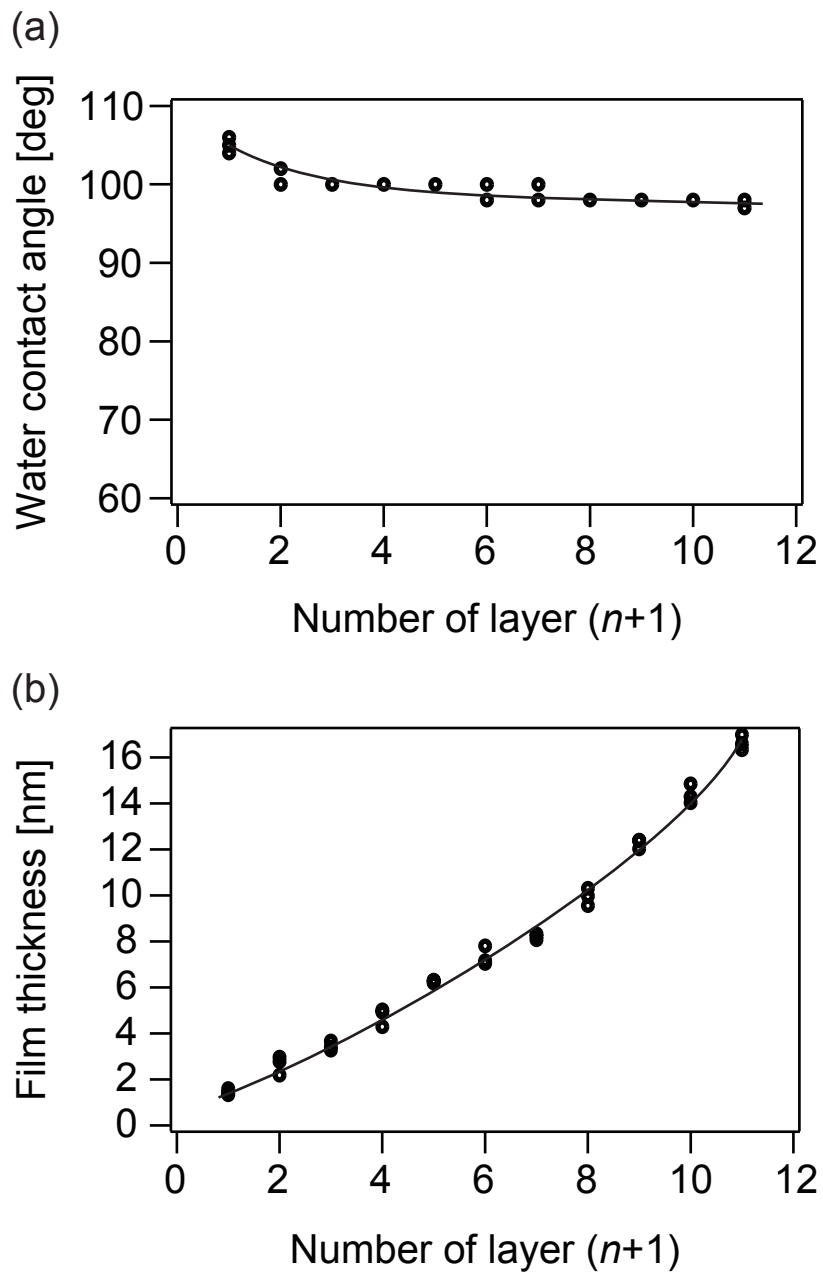 (a)
Water contact angle [deg]
110
100
90
80
70
60
0 2 4 6 8 10 12
Number of layer (n+1)
(b)
Film thickness [nm]
16
14
12
10
8
6
4
2
0
0 2 4 6 8 10 12
Number of layer (n+1)